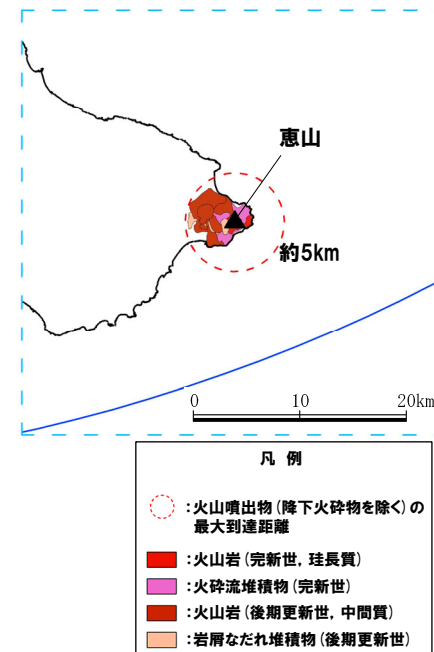 恵山
約5km
0 10 20km
凡 例
：火山噴出物（降下火砕物を除く）の
最大到達距離
：火山岩（完新世，珪長質）
：火砕流堆積物（完新世）
：火山岩（後期更新世，中間質）
：岩屑なだれ堆積物（後期更新世）